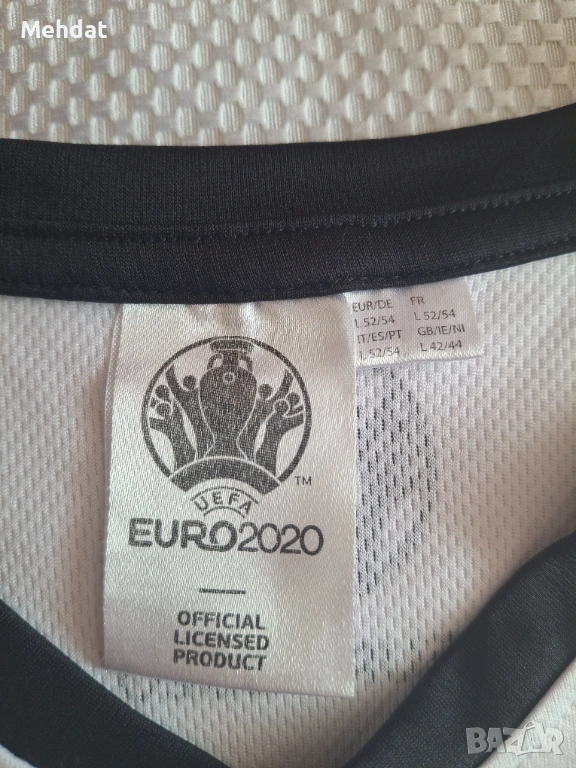 Mehdat
EUR/DE FR
L 52/54 L 52/54
IT/ES/PT GB/IE/NI
L 52/54 L 42/44
TM
UEFA
EURO2020
OFFICIAL
LICENSED
PRODUCT
BAZAR